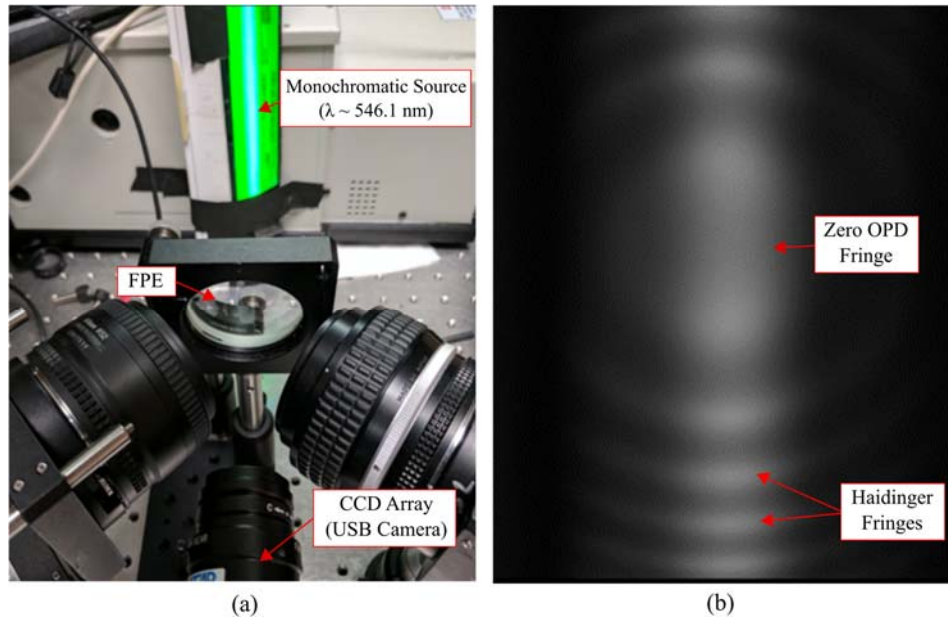 Monochromatic Source
(λ ~ 546.1 nm)
FPE
CCD Array
(USB Camera)
(a)
Zero OPD
Fringe
Haidinger
Fringes
(b)